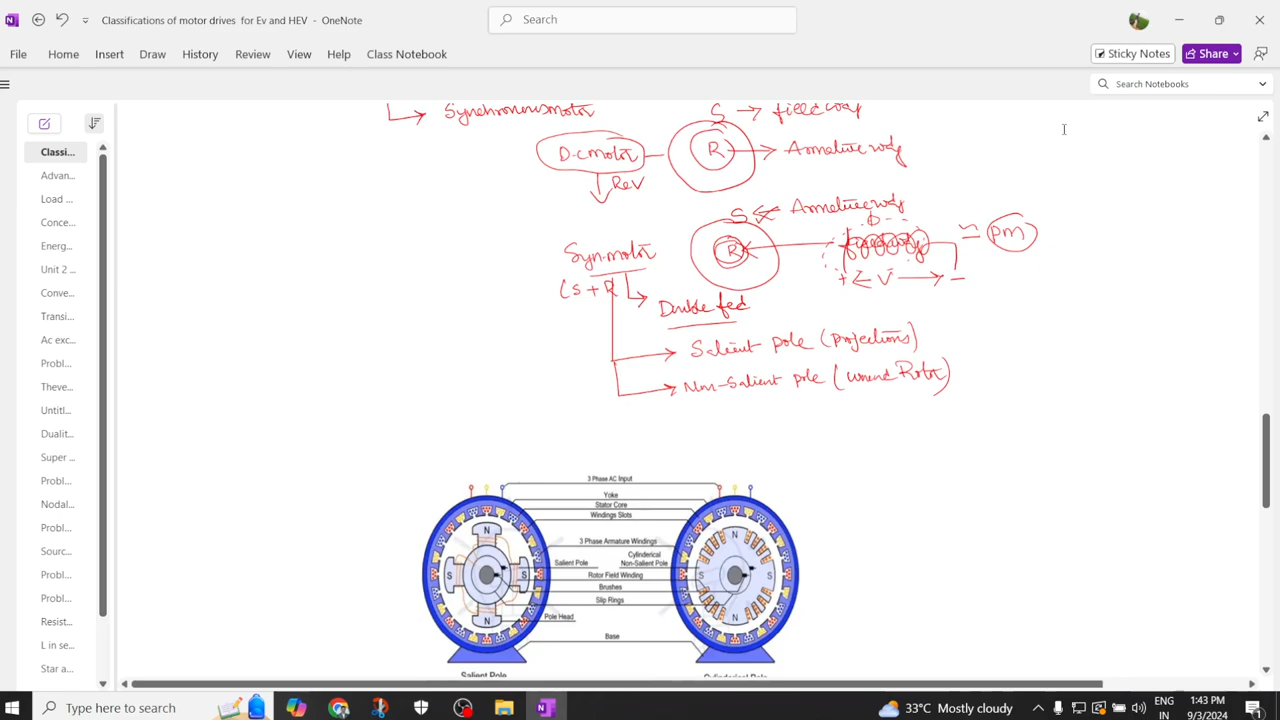 Classifications of motor drives for Ev and HEV - OneNote
Search
File Home Insert Draw History Review View Help Class Notebook
Sticky Notes Share
Search Notebooks
Classi...
Advan...
Load ...
Conce...
Energ...
Unit 2 ...
Conve...
Transi...
Ac exc...
Probl...
Theve...
Untitl...
Dualit...
Super ...
Probl...
Nodal...
Probl...
Sourc...
Probl...
Probl...
Resist...
L in se...
Star a...
Synchronous motor
S → field wdg
D.C motor
R → Armature wdg
Rev
S Armature wdg
Syn-motor
R field wdg ≃ pm
+ ← V → -
(S + R
Double fed
Salient pole (projections)
Non-Salient pole (wound Rotor)
3 Phase AC Input
Yoke
Stator Core
Windings Slots
3 Phase Armature Windings
Salient Pole
Cylindrical
Non-Salient Pole
Rotor Field Winding
Brushes
Slip Rings
Pole Head
Base
N S S N
N S S N
Salient Pole
Cylindrical Pole
Type here to search
33°C Mostly cloudy
ENG
IN
1:43 PM
9/3/2024